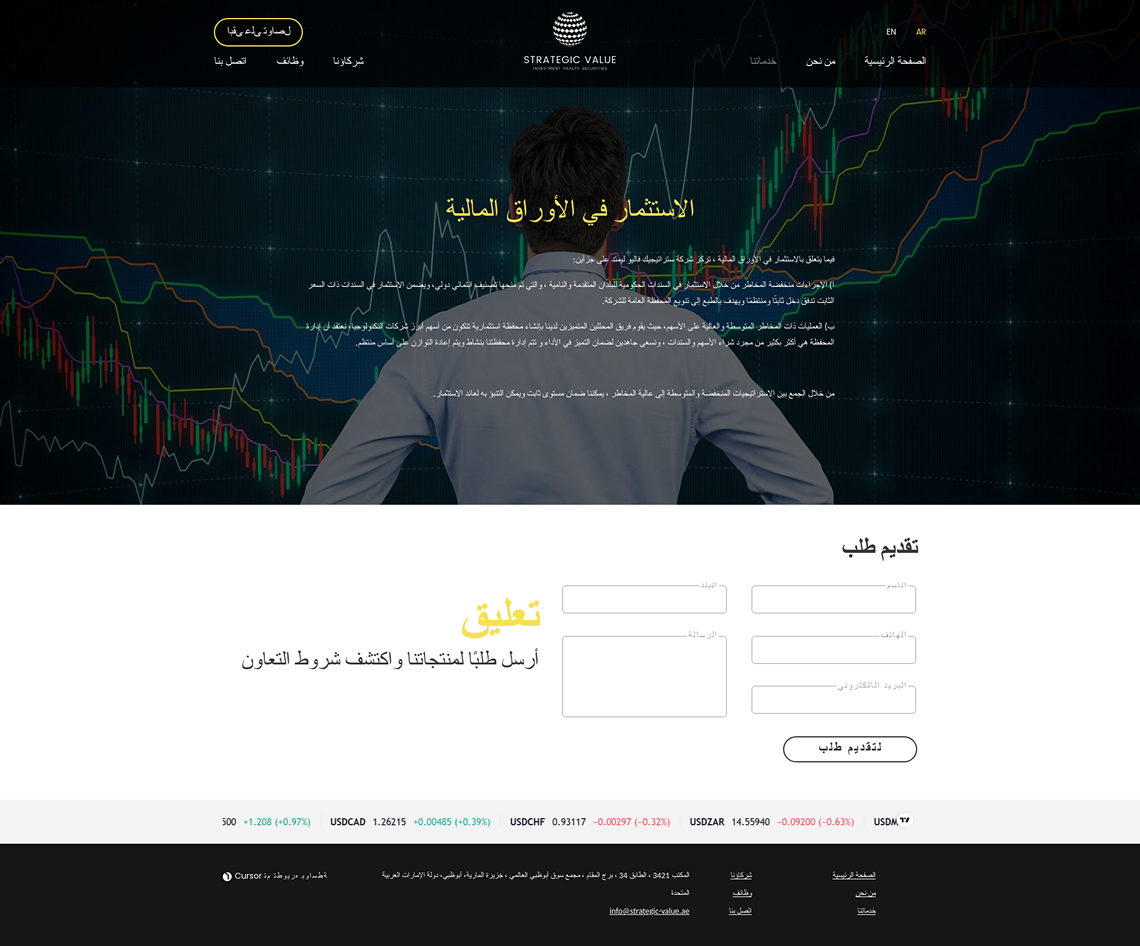 ابقى على تواصل
STRATEGIC VALUE
INVESTMENT REALTY SECURITIES
EN AR
الصفحة الرئيسية
من نحن
خدماتنا
شركاؤنا
وظائف
اتصل بنا
الاستثمار في الأوراق المالية
فيما يتعلق بالاستثمار في الأوراق المالية ، تركز شركة ستراتيجيك فاليو ليمتد على جزأين:
أ) الإجراءات منخفضة المخاطر من خلال الاستثمار في السندات الحكومية للبلدان المتقدمة والنامية ، والتي تم منحها تصنيف ائتماني دولي، ويضمن الاستثمار في السندات ذات السعر
الثابت تدفق دخل ثابتًا ومنتظمًا ويهدف بالطبع إلى تنويع المحفظة العامة للشركة.
ب) العمليات ذات المخاطر المتوسطة والعالية على الأسهم، حيث يقوم فريق المحللين المتميزين لدينا بإنشاء محفظة استثمارية تتكون من أسهم أبرز شركات التكنولوجيا، نعتقد أن إدارة
المحفظة هي أكثر بكثير من مجرد شراء الأسهم والسندات ، ونسعى جاهدين لضمان التميز في الأداء و تتم إدارة محفظتنا بنشاط ويتم إعادة التوازن على أساس منتظم.
من خلال الجمع بين الاستراتيجيات المنخفضة والمتوسطة إلى عالية المخاطر ، يمكننا ضمان مستوى ثابت ويمكن التنبؤ به لعائد الاستثمار.
تقديم طلب
الاسم
البلد
الهاتف
الرسالة
البريد الالكتروني
لتقديم طلب
تعليق
أرسل طلبًا لمنتجاتنا واكتشف شروط التعاون
500 +1.208 (+0.97%) USDCAD 1.26215 +0.00485 (+0.39%) USDCHF 0.93117 −0.00297 (−0.32%) USDZAR 14.55940 −0.09200 (−0.63%)
الصفحة الرئيسية
من نحن
خدماتنا
شركاؤنا
وظائف
اتصل بنا
المكتب 3421 ، الطابق 34 ، برج المقام ، مجمع سوق أبوظبي العالمي ، جزيرة المارية، أبوظبي، دولة الإمارات العربية
المتحدة
info@strategic-value.ae
تم تطويره بواسطة Cursor